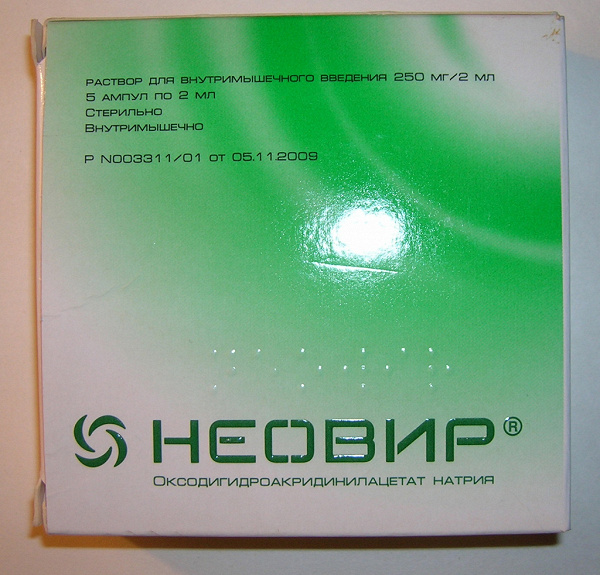 раствор для внутримышечного введения 250 мг/2 мл
5 ампул по 2 мл
Стерильно
Внутримышечно
Р N003311/01 от 05.11.2009
НЕОВИР®
Оксодигидроакридинилацетат натрия